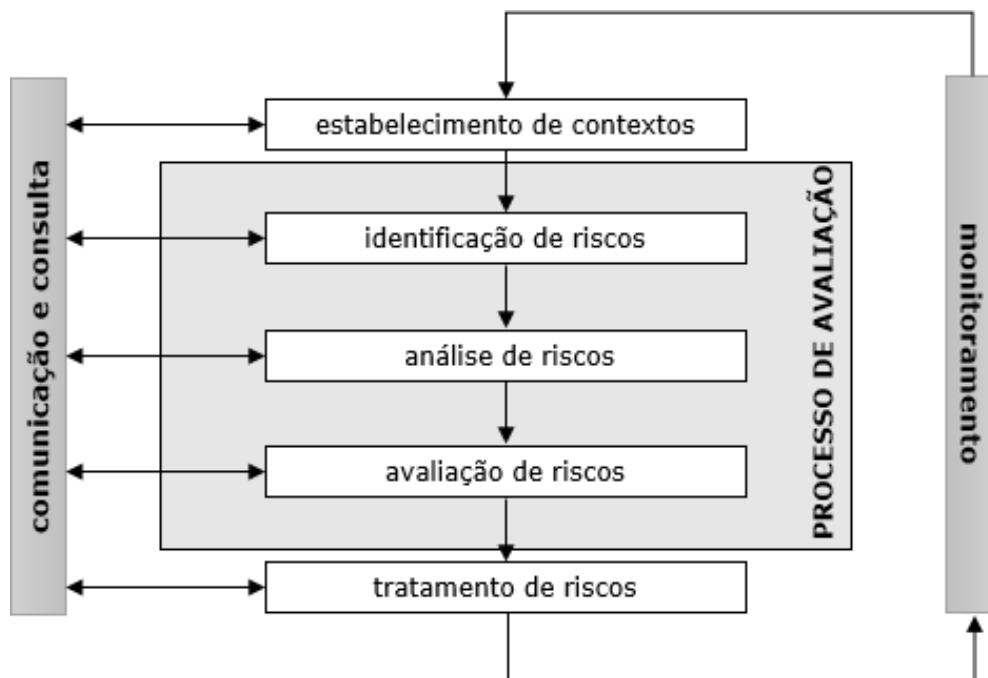 estabelecimento de contextos
comunicação e consulta
identificação de riscos
análise de riscos
avaliação de riscos
PROCESSO DE AVALIAÇÃO
monitoramento
tratamento de riscos